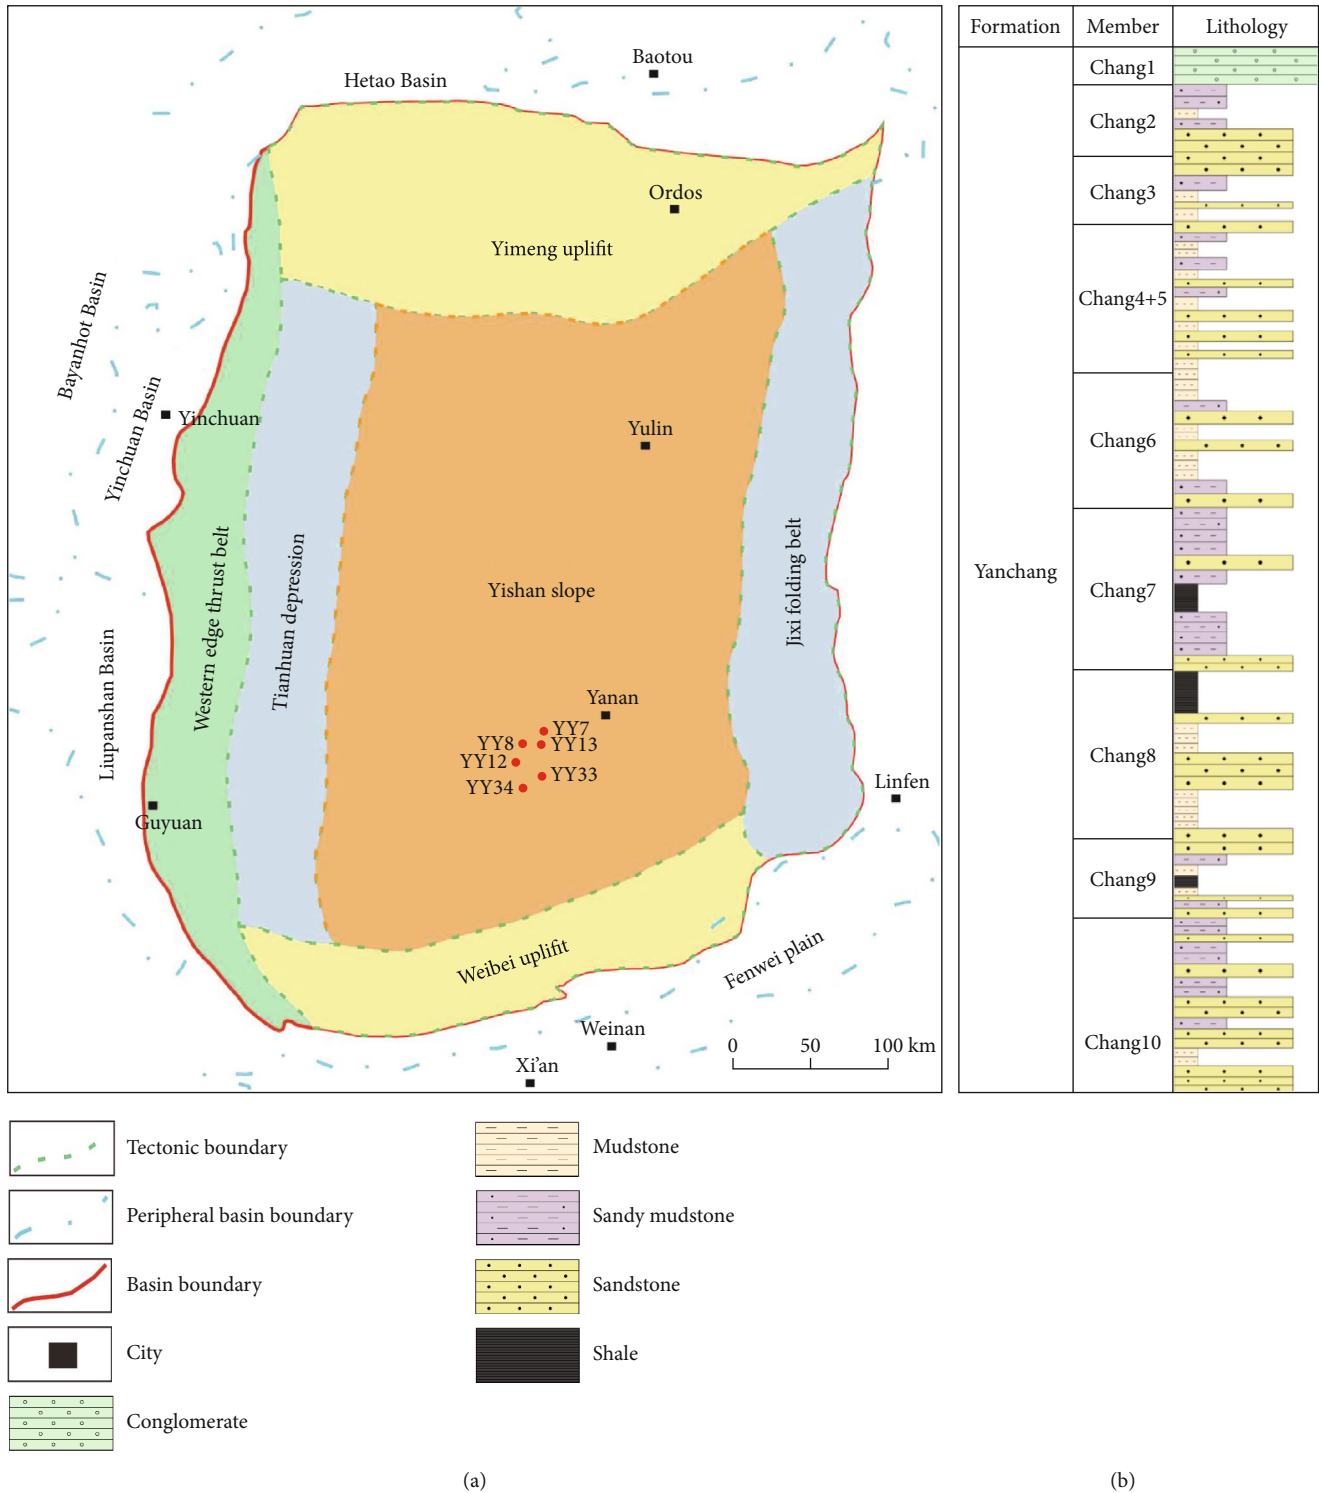 Baotou
Hetao Basin
Ordos
Yimeng uplifit
Bayanhot Basin
Yinchuan Basin
Yinchuan
Yulin
Western edge thrust belt
Tianhuan depression
Yishan slope
Jixi folding belt
Liupanshan Basin
Yanan
YY7
YY8
YY13
YY12
YY33
YY34
Linfen
Guyuan
Weibei uplifit
Fenwei plain
Weinan
Xi'an
0 50 100 km
Formation Member Lithology
Yanchang
Chang1
Chang2
Chang3
Chang4+5
Chang6
Chang7
Chang8
Chang9
Chang10
Tectonic boundary
Peripheral basin boundary
Basin boundary
City
Conglomerate
Mudstone
Sandy mudstone
Sandstone
Shale
(a)
(b)